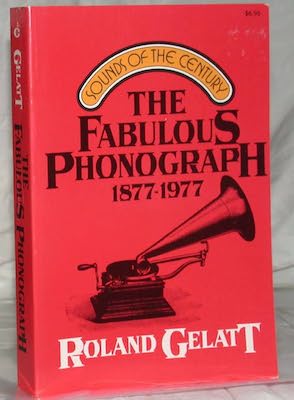 $6.95
SOUNDS OF THE CENTURY
THE
FABULOUS
PHONOGRAPH
1877-1977
ROLAND GELATT
GELATT
THE
FABULOUS PHONOGRAPH